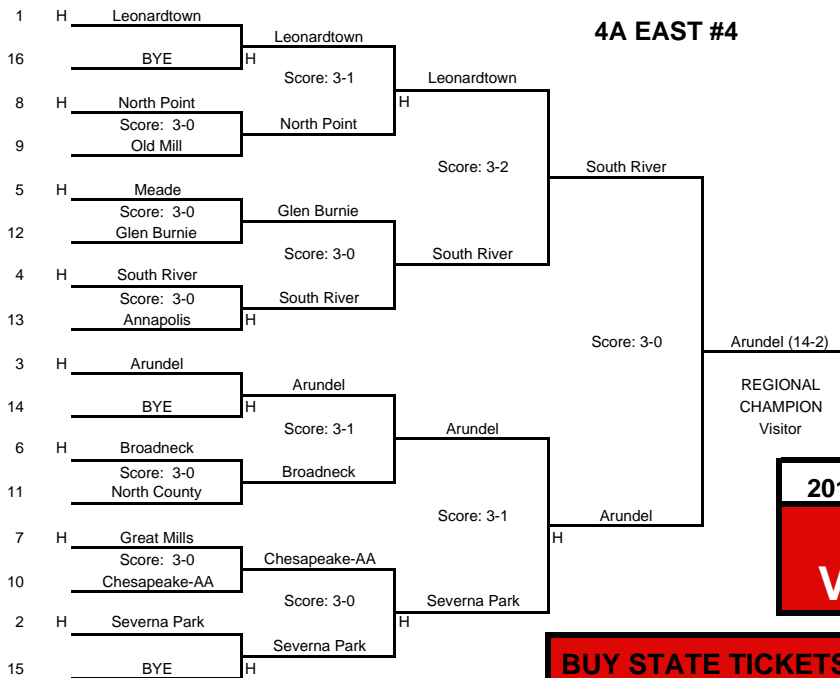 4A EAST #4
1 H Leonardtown
Leonardtown
16 BYE H
Score: 3-1
Leonardtown
8 H North Point H
Score: 3-0
North Point
9 Old Mill
Score: 3-2
South River
5 H Meade
Score: 3-0
Glen Burnie
12 Glen Burnie
Score: 3-0
South River
4 H South River
Score: 3-0
South River
13 Annapolis H
Score: 3-0
Arundel (14-2)
3 H Arundel
Arundel
REGIONAL
CHAMPION
Visitor
14 BYE H
Score: 3-1
Arundel
6 H Broadneck
Score: 3-0
Broadneck
11 North County
Score: 3-1
Arundel
7 H Great Mills H
Score: 3-0
Chesapeake-AA
10 Chesapeake-AA
Score: 3-0
Severna Park
2 H Severna Park H
Severna Park
15 BYE H
201
V
BUY STATE TICKETS